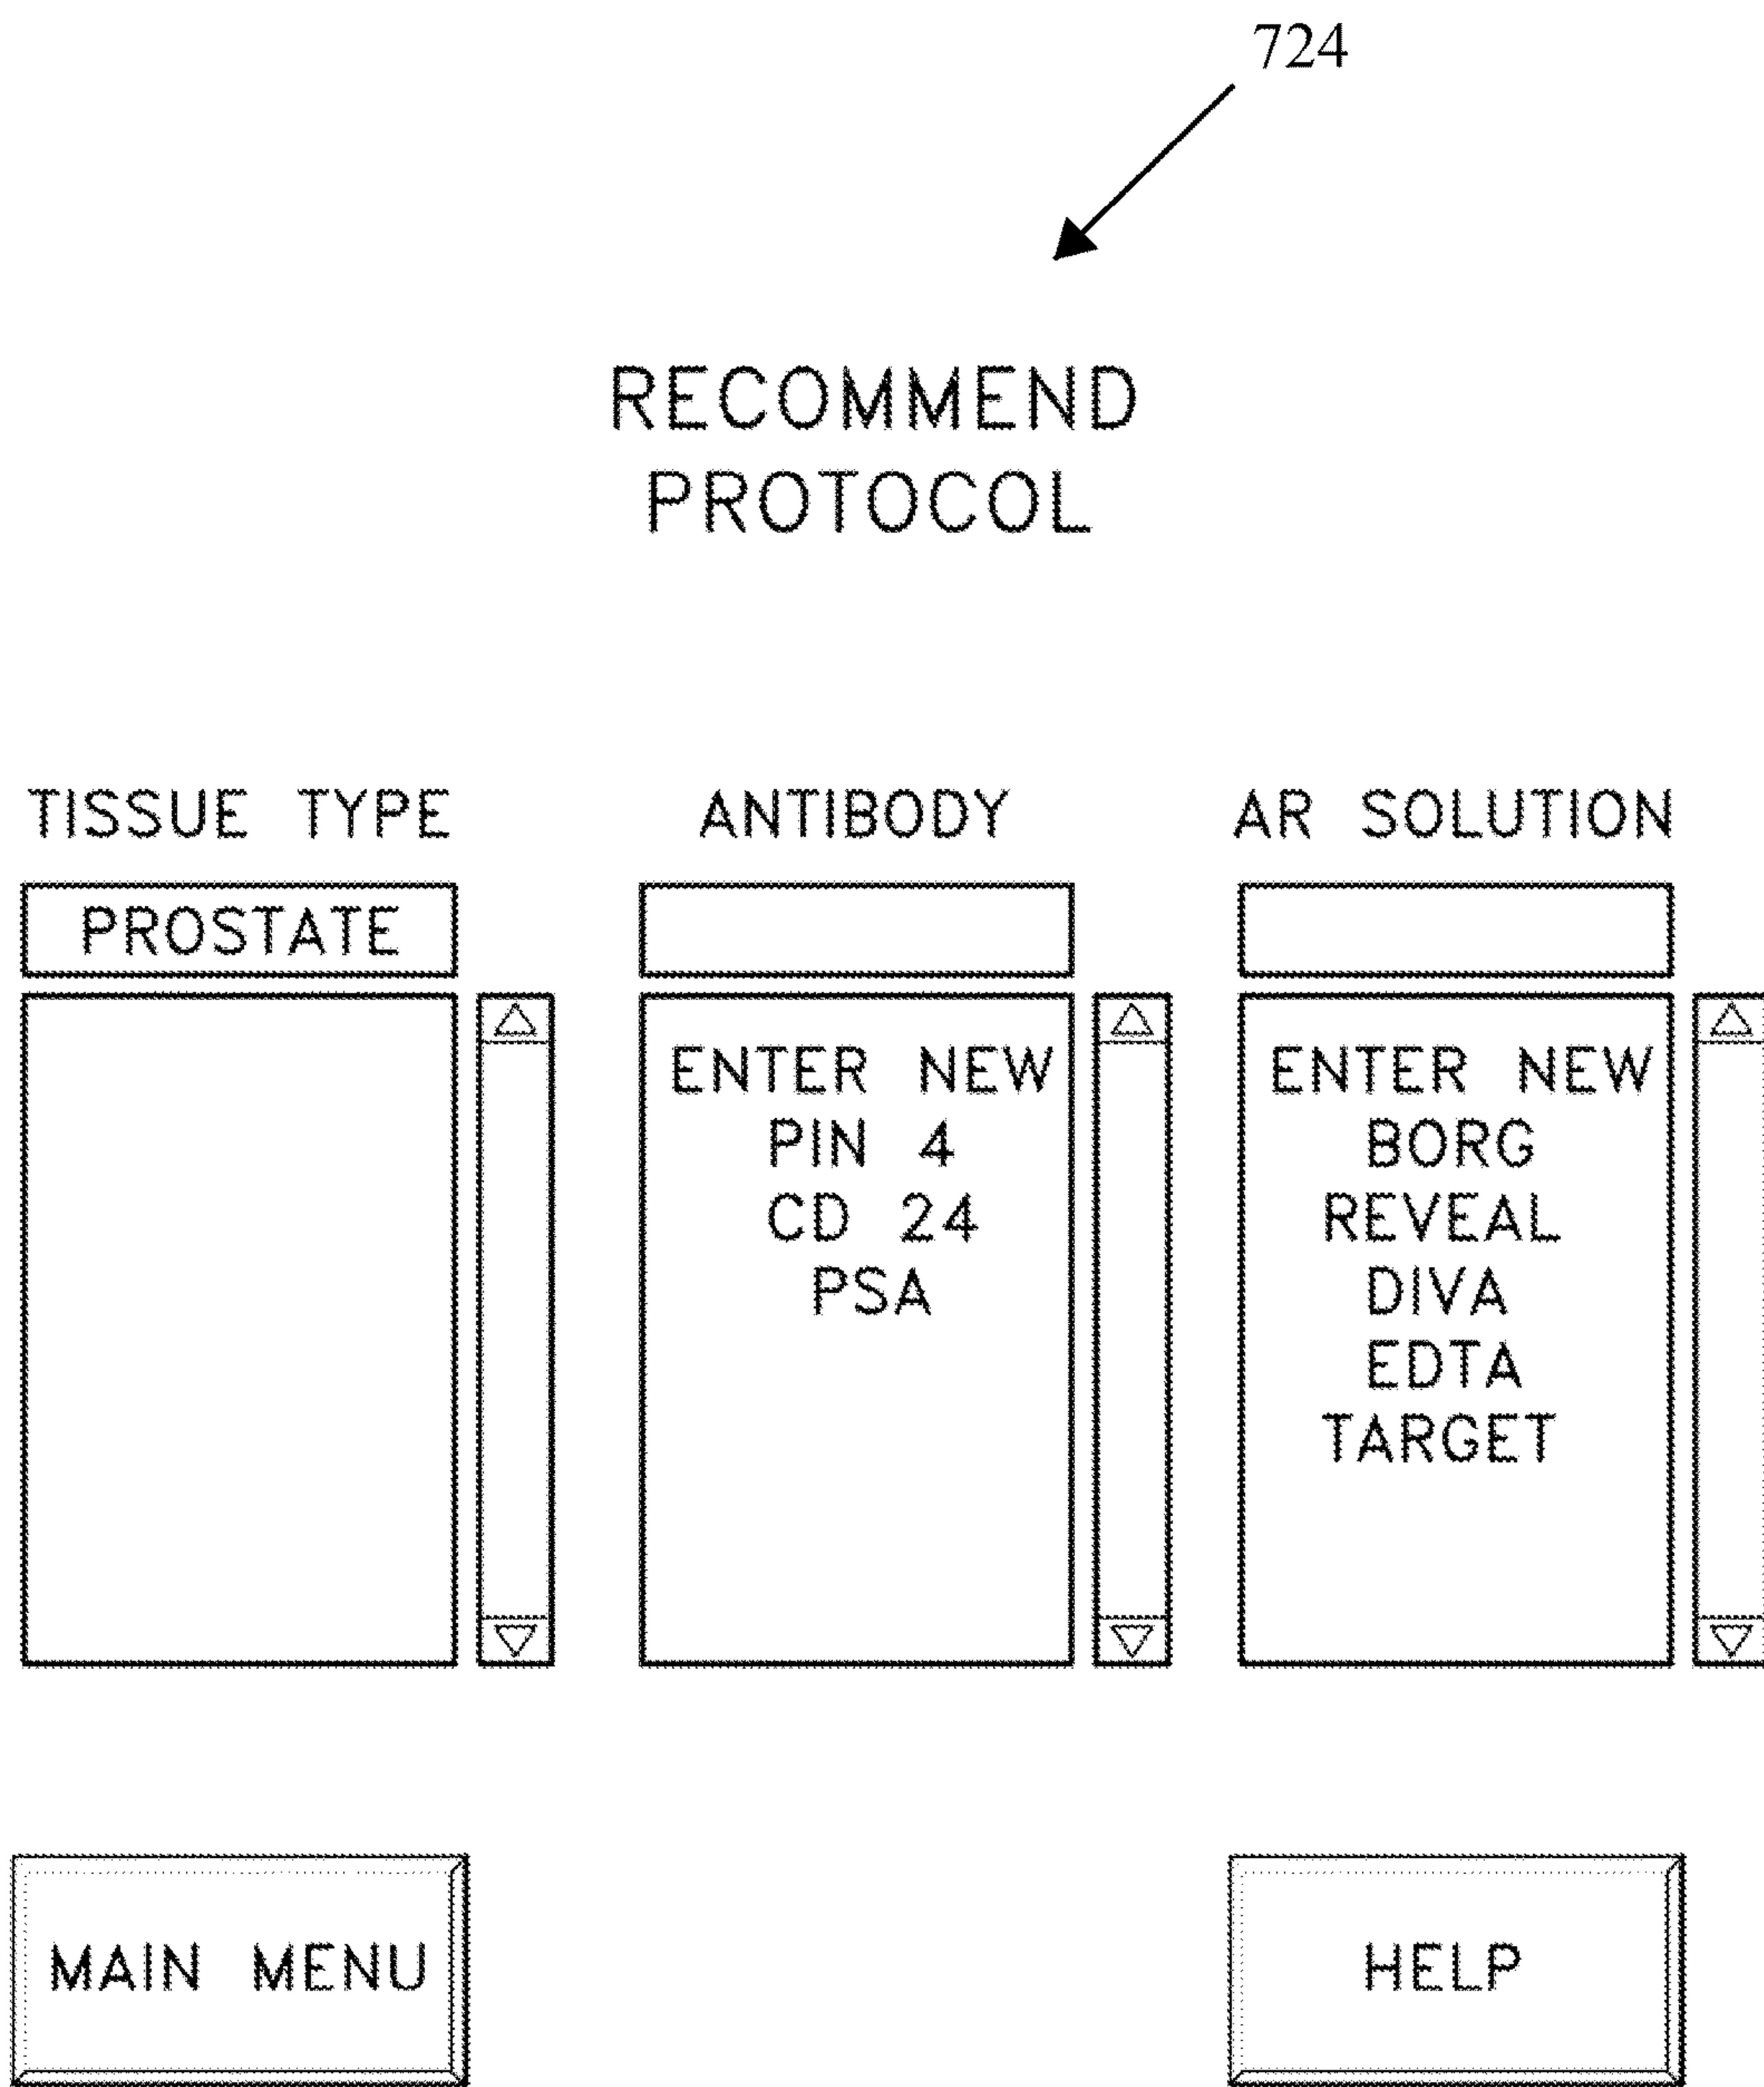 724
RECOMMEND
PROTOCOL
TISSUE TYPE
PROSTATE
ANTIBODY
ENTER NEW
PIN 4
CD 24
PSA
AR SOLUTION
ENTER NEW
BORG
REVEAL
DIVA
EDTA
TARGET
MAIN MENU
HELP